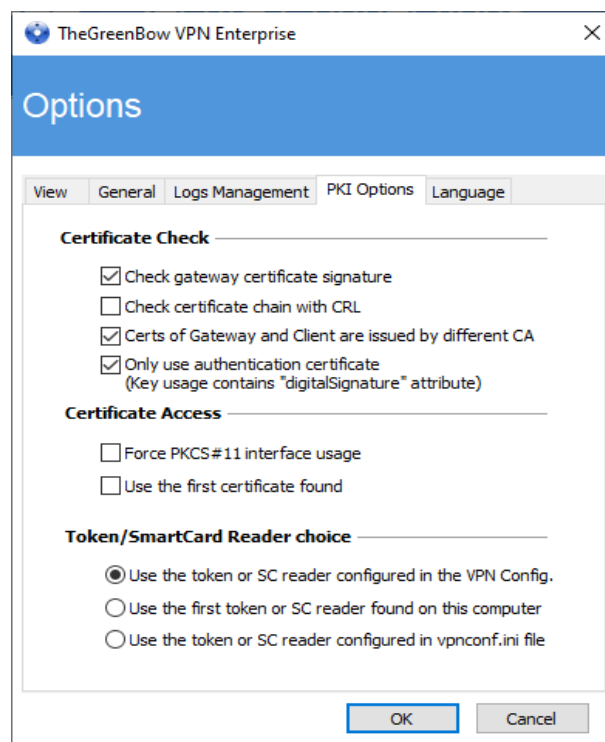 TheGreenBow VPN Enterprise
Options
View General Logs Management PKI Options Language
Certificate Check
Check gateway certificate signature
Check certificate chain with CRL
Certs of Gateway and Client are issued by different CA
Only use authentication certificate
(Key usage contains "digitalSignature" attribute)
Certificate Access
Force PKCS#11 interface usage
Use the first certificate found
Token/SmartCard Reader choice
Use the token or SC reader configured in the VPN Config.
Use the first token or SC reader found on this computer
Use the token or SC reader configured in vpnconf.ini file
OK Cancel